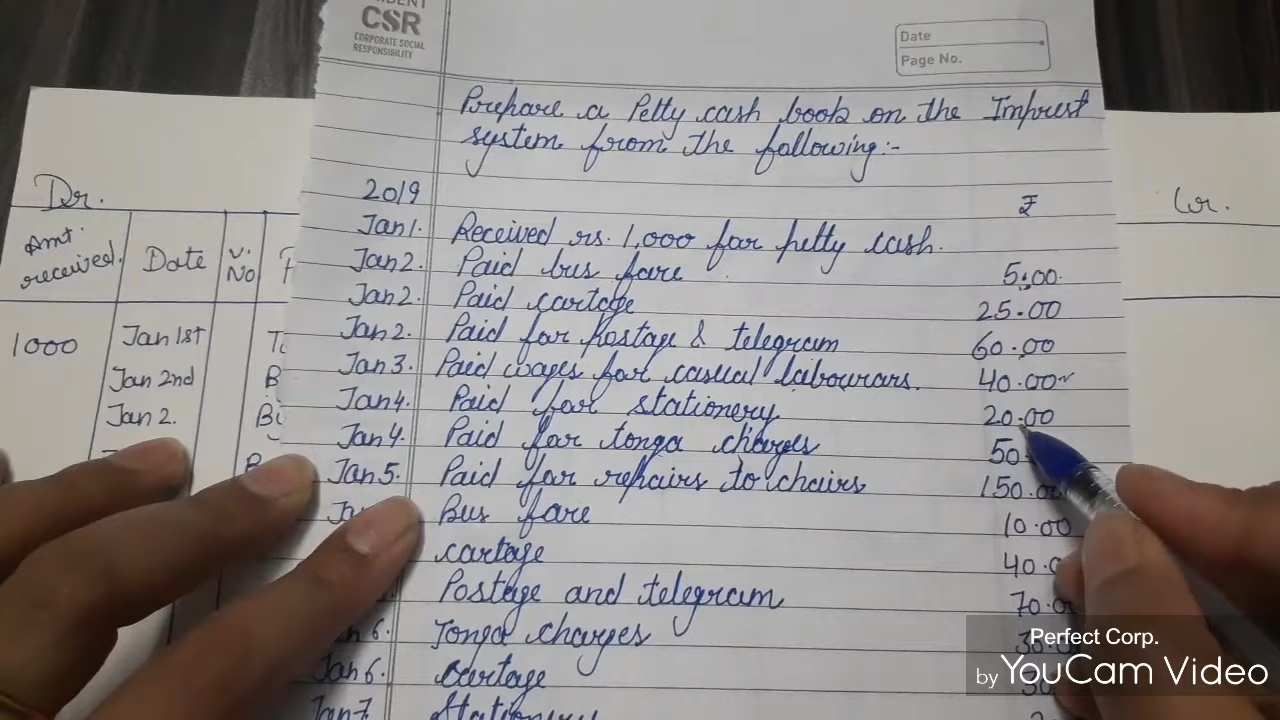 CSR
CORPORATE SOCIAL
RESPONSIBILITY
Date
Page No.
Prepare a Petty cash book on the Imprest
system from the following:-
2019 ₹
Jan 1. Received rs. 1,000 for petty cash.
Jan 2. Paid bus fare 5.00
Jan 2. Paid cartage 25.00
Jan 2. Paid for Postage & telegram 60.00
Jan 3. Paid wages for casual labourars. 40.00
Jan 4. Paid for stationery 20.00
Jan 4. Paid for tonga charges 50
Jan 5. Paid for repairs to chairs 150.00
Bus fare 10.00
cartage 40.0
Postage and telegram 70.0
Jan 6. Tonga charges
Jan 6. cartage
Jan 7. Stationery
Dr.
Amt. received. Date V. No
1000 Jan 1st
Jan 2nd
Jan 2.
Cr.
Perfect Corp.
by YouCam Video